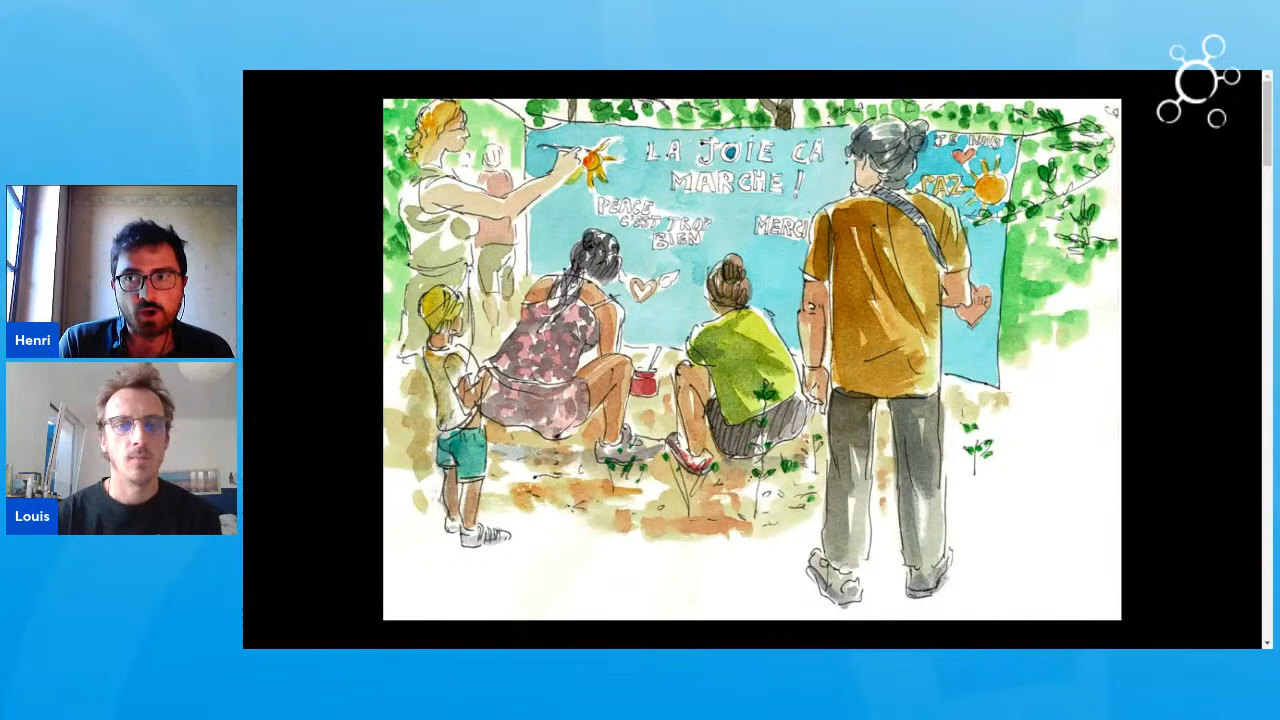 Henri
Louis
LA JOIE ÇA
MARCHE !
PEACE
C'EST TROP
BIEN
MERCI
JE NOUS
PAZ